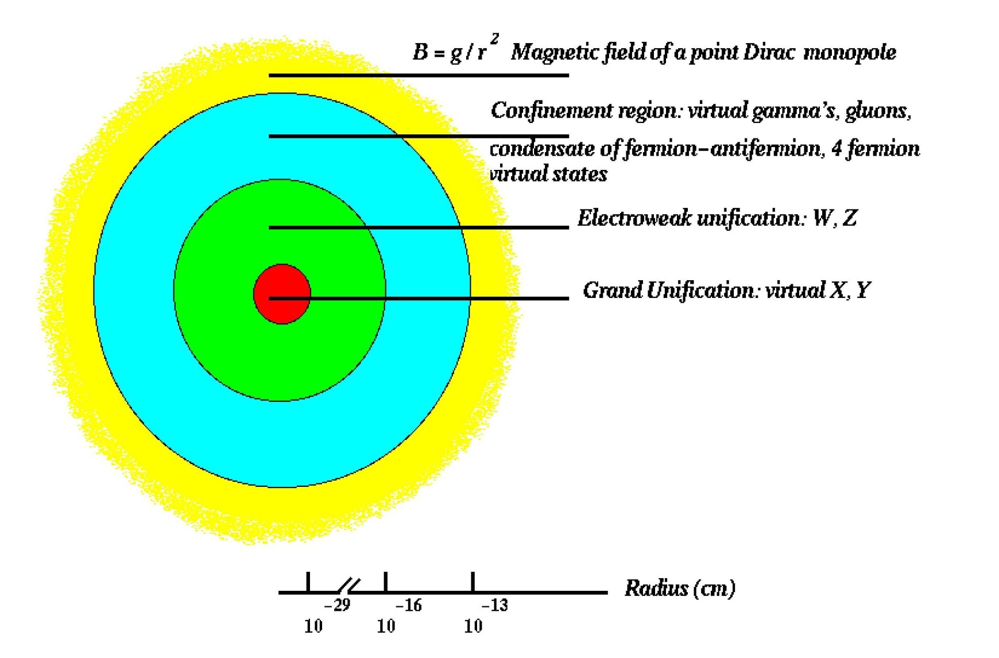 B = g / r² Magnetic field of a point Dirac monopole
Confinement region: virtual gamma's, gluons,
condensate of fermion-antifermion, 4 fermion
virtual states
Electroweak unification: W, Z
Grand Unification: virtual X, Y
Radius (cm)
10⁻²⁹ 10⁻¹⁶ 10⁻¹³